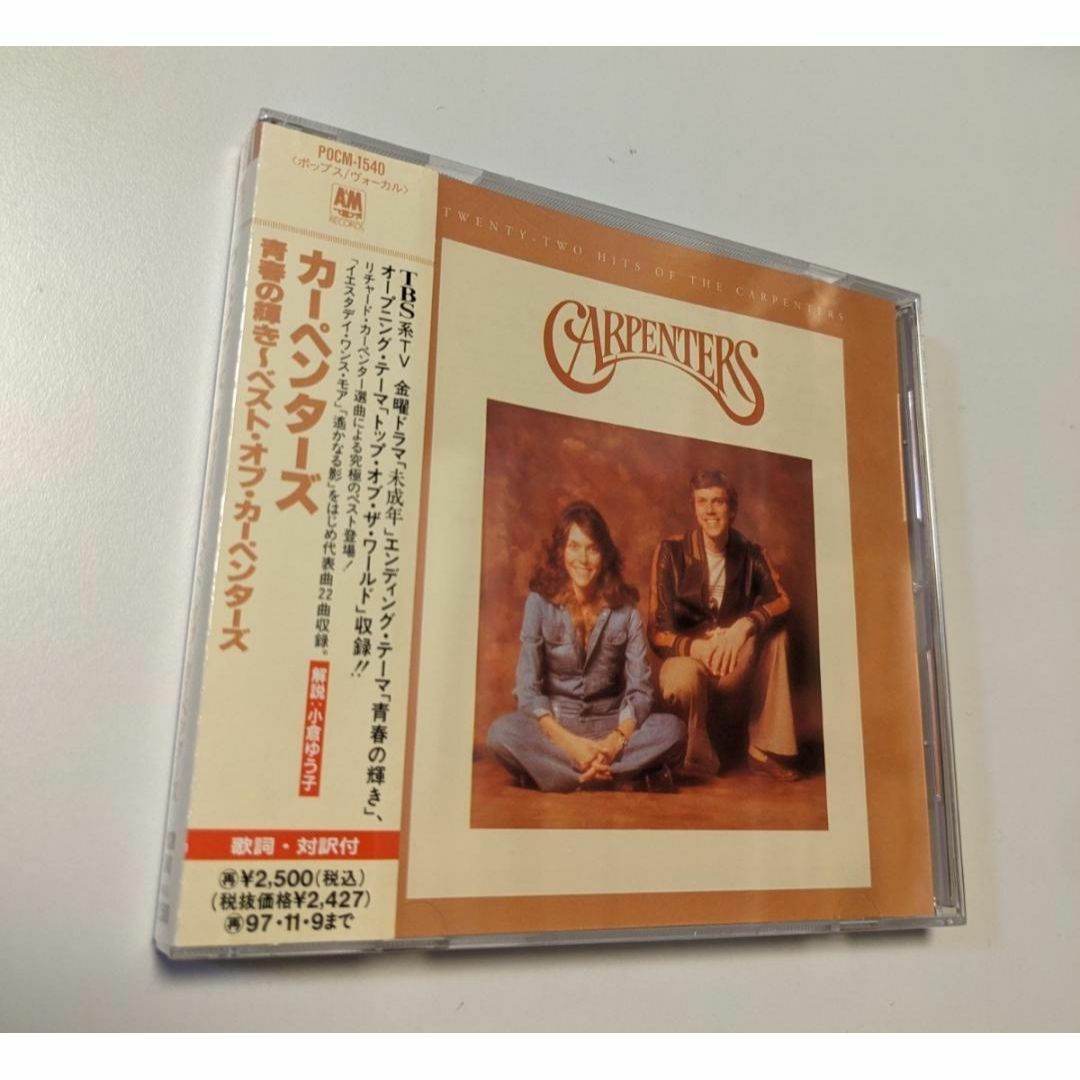 POCM-1540
〈ポップス/ヴォーカル〉
A&M
RECORDS
カーペンターズ
青春の輝き〜ベスト・オブ・カーペンターズ
TBS系TV 金曜ドラマ「未成年」エンディング・テーマ「青春の輝き」、
オープニング・テーマ「トップ・オブ・ザ・ワールド」収録!!
リチャード・カーペンター選曲による究極のベスト登場!
「イエスタデイ・ワンス・モア」「遙かなる影」をはじめ代表曲22曲収録。
解説:小倉ゆう子
歌詞・対訳付
再¥2,500(税込)
(税抜価格¥2,427)
再97・11・9まで
TWENTY-TWO HITS OF THE CARPENTERS
CARPENTERS